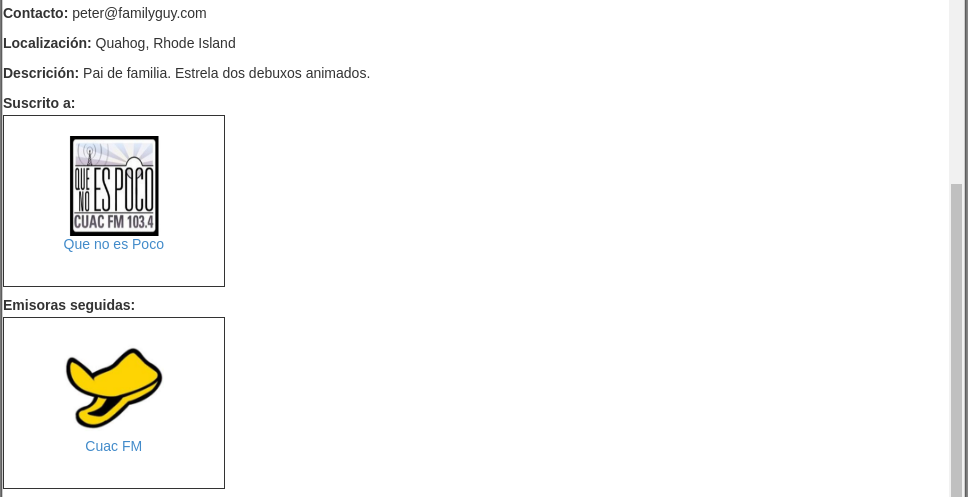 Contacto: peter@familyguy.com
Localización: Quahog, Rhode Island
Descrición: Pai de familia. Estrela dos debuxos animados.
Suscrito a:
QUE NO ES POCO
CUAC FM 103.4
Que no es Poco
Emisoras seguidas:
Cuac FM